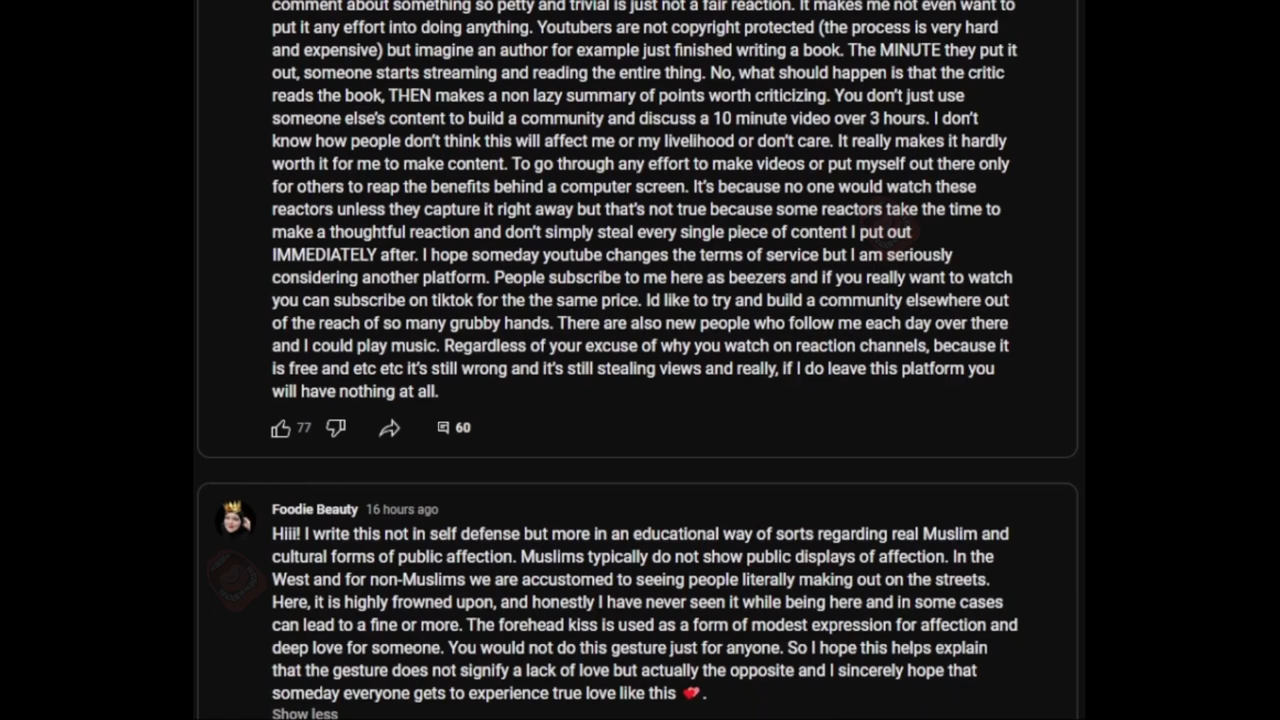 comment about something so petty and trivial is just not a fair reaction. It makes me not even want to
put it any effort into doing anything. Youtubers are not copyright protected (the process is very hard
and expensive) but imagine an author for example just finished writing a book. The MINUTE they put it
out, someone starts streaming and reading the entire thing. No, what should happen is that the critic
reads the book, THEN makes a non lazy summary of points worth criticizing. You don't just use
someone else's content to build a community and discuss a 10 minute video over 3 hours. I don't
know how people don't think this will affect me or my livelihood or don't care. It really makes it hardly
worth it for me to make content. To go through any effort to make videos or put myself out there only
for others to reap the benefits behind a computer screen. It's because no one would watch these
reactors unless they capture it right away but that's not true because some reactors take the time to
make a thoughtful reaction and don't simply steal every single piece of content I put out
IMMEDIATELY after. I hope someday youtube changes the terms of service but I am seriously
considering another platform. People subscribe to me here as beezers and if you really want to watch
you can subscribe on tiktok for the the same price. Id like to try and build a community elsewhere out
of the reach of so many grubby hands. There are also new people who follow me each day over there
and I could play music. Regardless of your excuse of why you watch on reaction channels, because it
is free and etc etc it's still wrong and it's still stealing views and really, if I do leave this platform you
will have nothing at all.
77 60
Foodie Beauty 16 hours ago
Hiii! I write this not in self defense but more in an educational way of sorts regarding real Muslim and
cultural forms of public affection. Muslims typically do not show public displays of affection. In the
West and for non-Muslims we are accustomed to seeing people literally making out on the streets.
Here, it is highly frowned upon, and honestly I have never seen it while being here and in some cases
can lead to a fine or more. The forehead kiss is used as a form of modest expression for affection and
deep love for someone. You would not do this gesture just for anyone. So I hope this helps explain
that the gesture does not signify a lack of love but actually the opposite and I sincerely hope that
someday everyone gets to experience true love like this 💕.
Show less